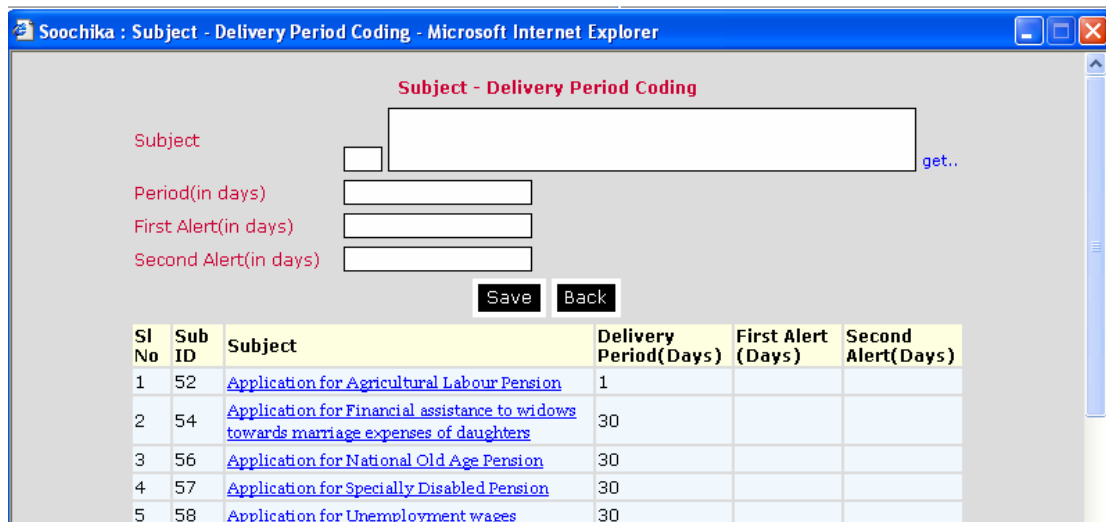 Soochika : Subject - Delivery Period Coding - Microsoft Internet Explorer
Subject - Delivery Period Coding
Subject
get..
Period(in days)
First Alert(in days)
Second Alert(in days)
Save Back
Sl No Sub ID Subject Delivery Period(Days) First Alert (Days) Second Alert(Days)
1 52 Application for Agricultural Labour Pension 1
2 54 Application for Financial assistance to widows
towards marriage expenses of daughters 30
3 56 Application for National Old Age Pension 30
4 57 Application for Specially Disabled Pension 30
5 58 Application for Unemployment wages 30